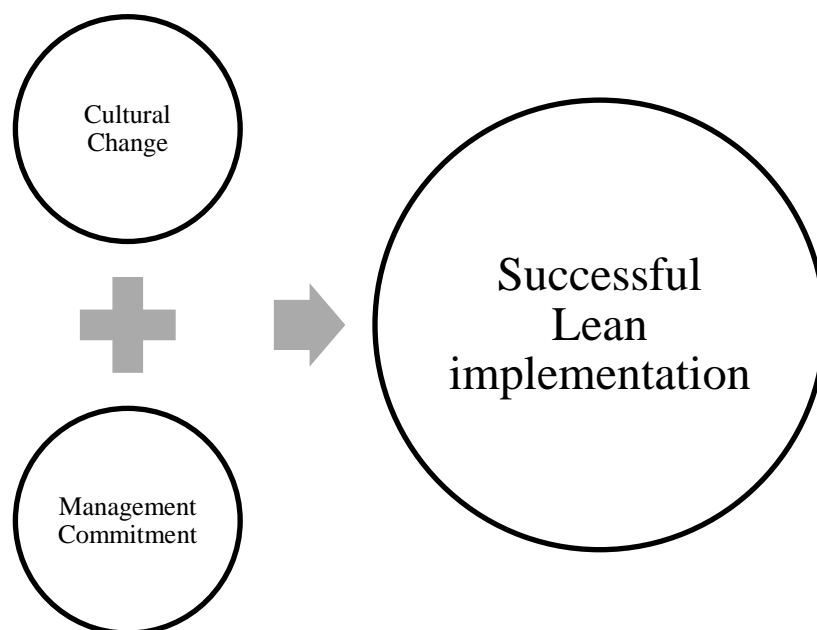 Cultural
Change
Management
Commitment
Successful
Lean
implementation